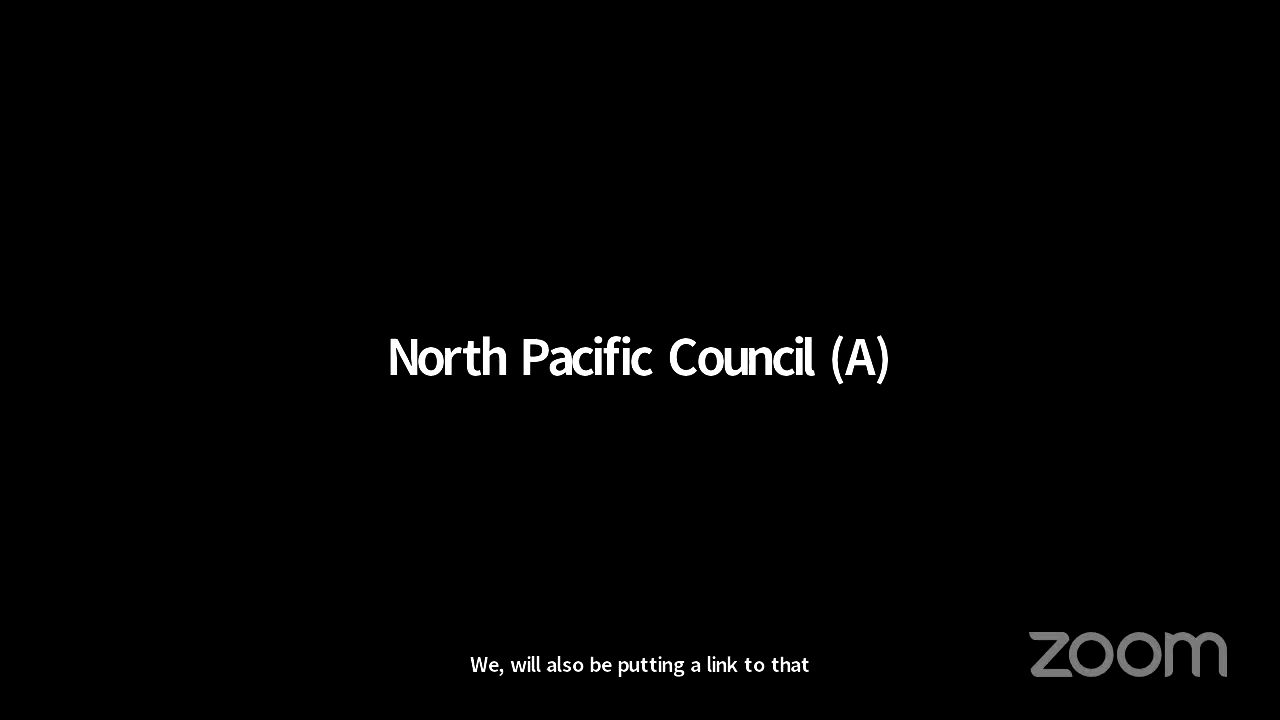 North Pacific Council (A)
We, will also be putting a link to that
zoom